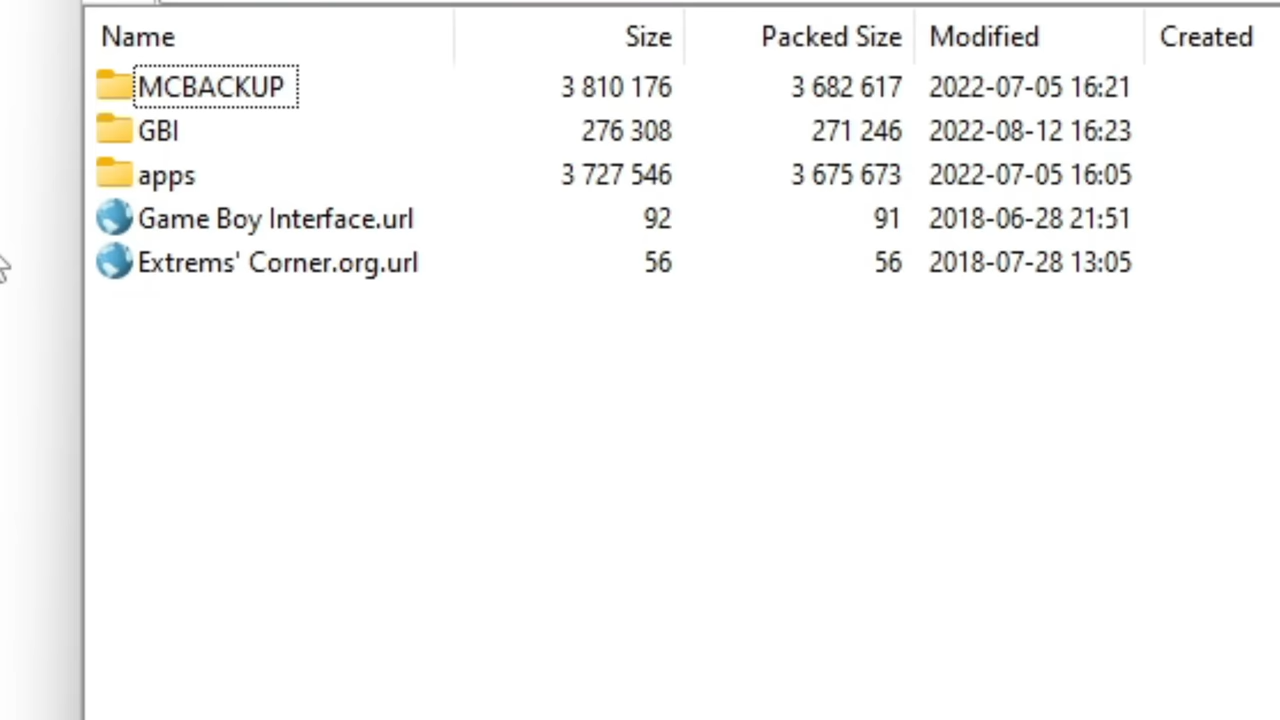 Name Size Packed Size Modified Created
MCBACKUP 3 810 176 3 682 617 2022-07-05 16:21
GBI 276 308 271 246 2022-08-12 16:23
apps 3 727 546 3 675 673 2022-07-05 16:05
Game Boy Interface.url 92 91 2018-06-28 21:51
Extrems' Corner.org.url 56 56 2018-07-28 13:05